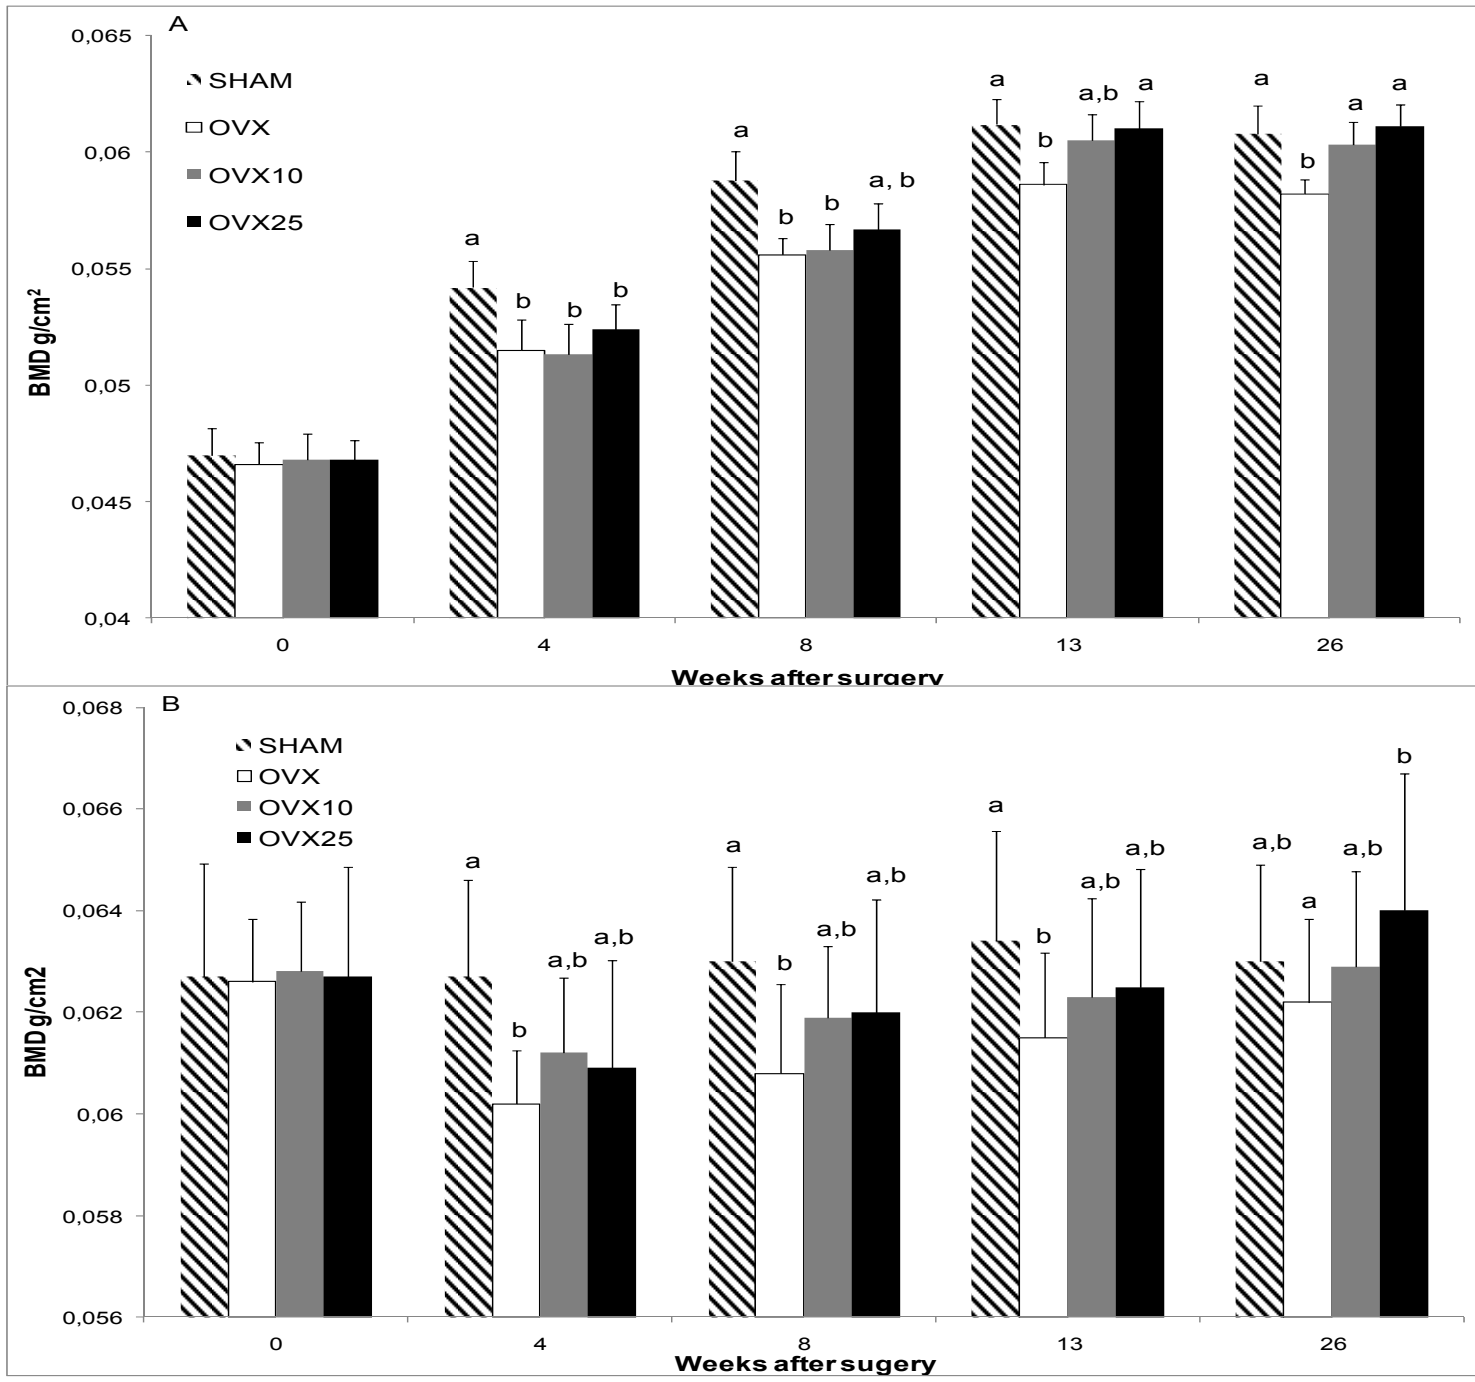 A
0,065
SHAM
a
a
a
a,b
a
a
OVX
0,06
a
b
b
a, b
OVX10
b
b
OVX25
a
0,055
b
b
b
BMD g/cm²
0,05
0,045
0,04
0
4
8
13
26
Weeks after surgery
B
0,068
SHAM
b
OVX
0,066
OVX10
a
OVX25
a
a
a,b
a,b
a,b
a,b
a,b
0,064
a,b
a,b
a,b
a
b
b
b
BMD g/cm2
0,062
0,06
0,058
0,056
0
4
8
13
26
Weeks after sugery